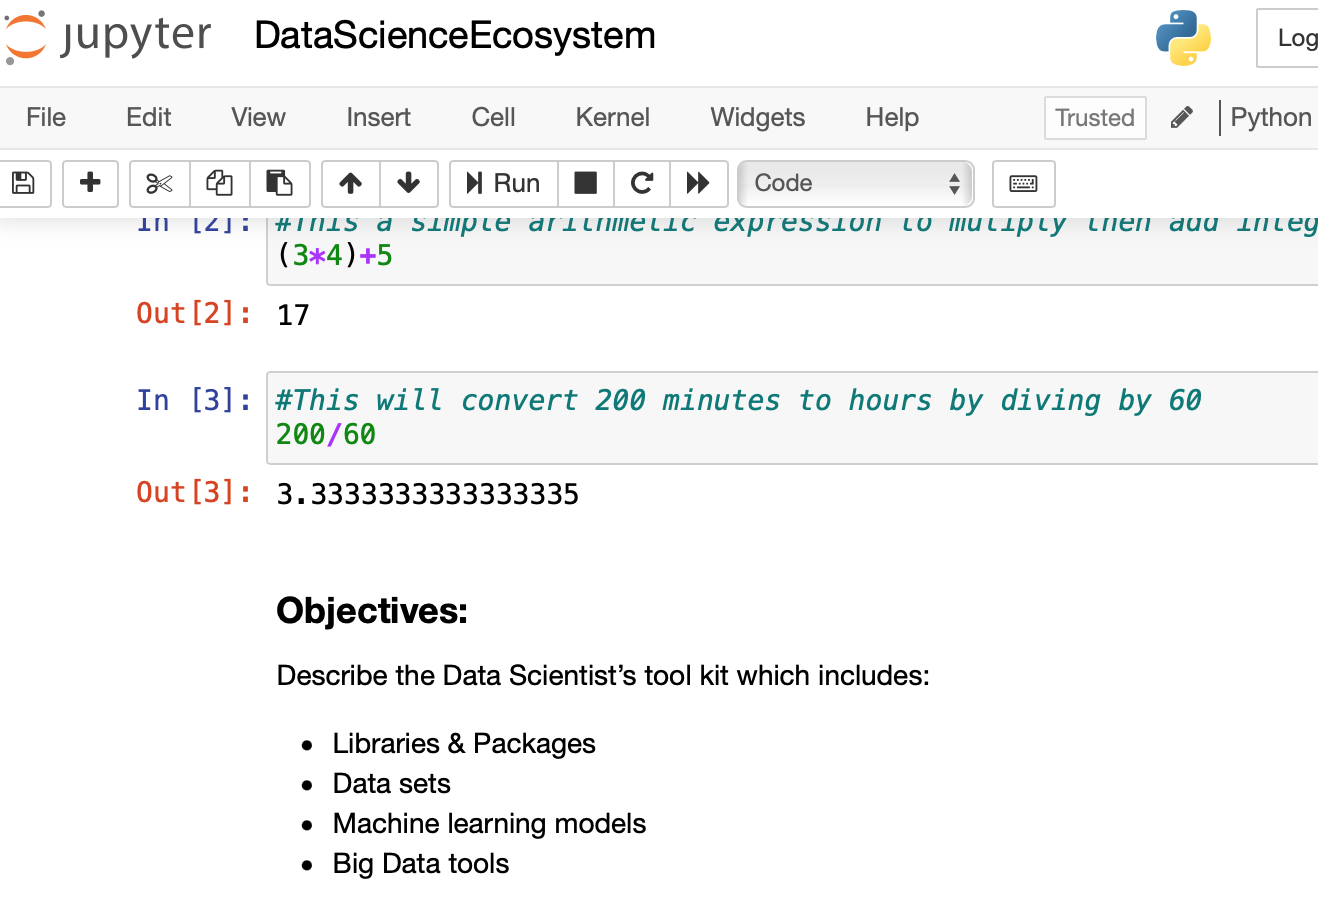 jupyter DataScienceEcosystem Log
File Edit View Insert Cell Kernel Widgets Help Trusted Python
Run Code
In [2]: #This a simple arithmetic expression to mutiply then add integ
(3*4)+5
Out[2]: 17
In [3]: #This will convert 200 minutes to hours by diving by 60
200/60
Out[3]: 3.3333333333333335
Objectives:
Describe the Data Scientist’s tool kit which includes:
• Libraries & Packages
• Data sets
• Machine learning models
• Big Data tools